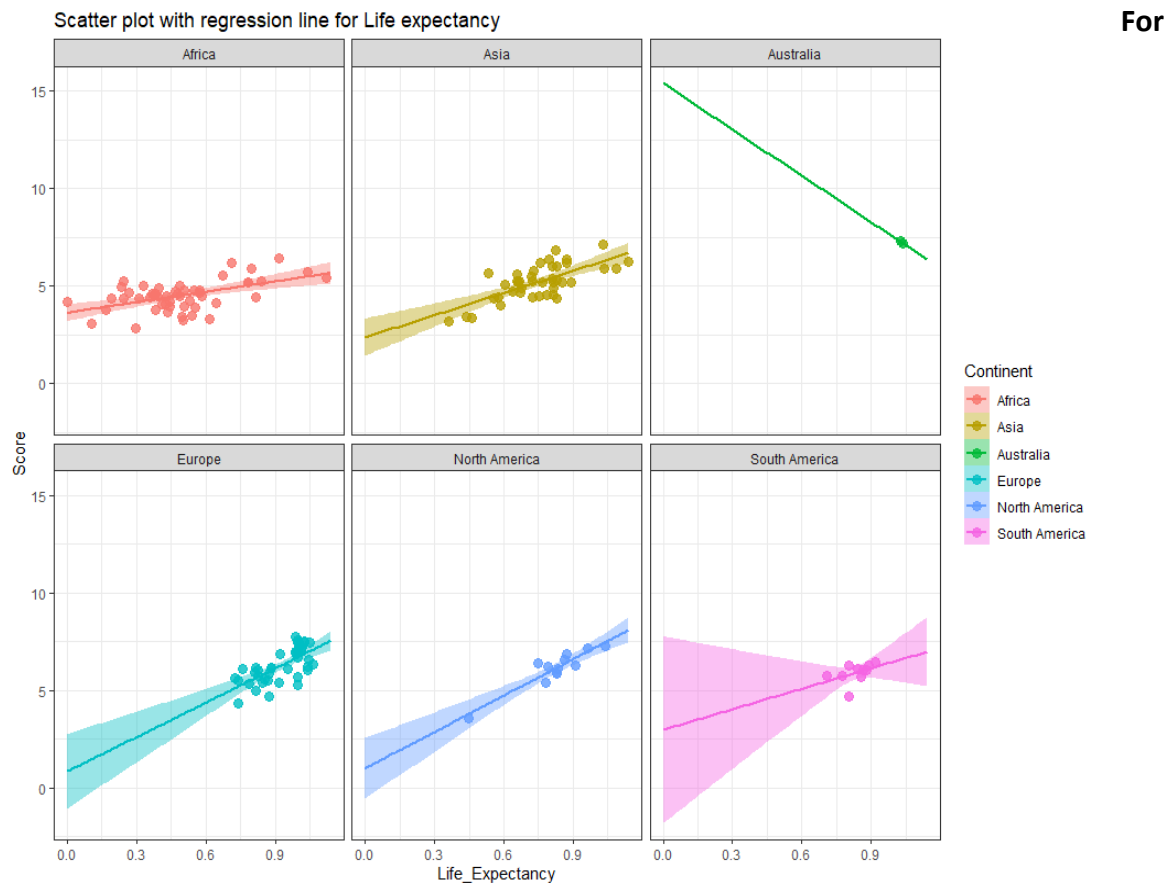 Scatter plot with regression line for Life expectancy
For
Africa
Asia
Australia
15
10
5
0
Score
Europe
North America
South America
15
10
5
0
0.0 0.3 0.6 0.9
0.0 0.3 0.6 0.9
0.0 0.3 0.6 0.9
Life_Expectancy
Continent
Africa
Asia
Australia
Europe
North America
South America